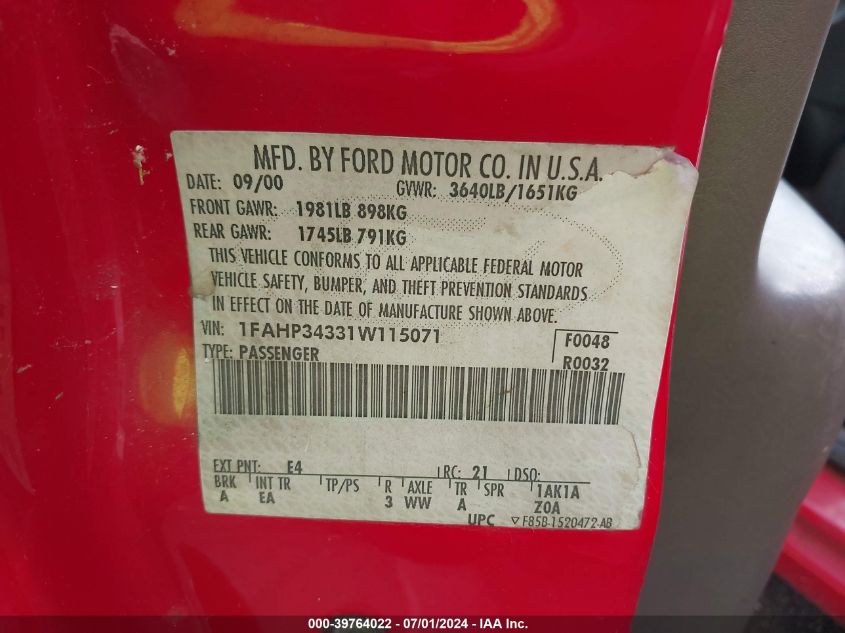 MFD. BY FORD MOTOR CO. IN U.S.A.
DATE: 09/00 GVWR: 3640LB/1651KG
FRONT GAWR: 1981LB 898KG
REAR GAWR: 1745LB 791KG
THIS VEHICLE CONFORMS TO ALL APPLICABLE FEDERAL MOTOR
VEHICLE SAFETY, BUMPER, AND THEFT PREVENTION STANDARDS
IN EFFECT ON THE DATE OF MANUFACTURE SHOWN ABOVE.
VIN: 1FAHP34331W115071 F0048
TYPE: PASSENGER R0032
EXT PNT: E4 RC: 21 DSO:
BRK INT TR TP/PS R AXLE TR SPR 1AK1A
A EA 3 WW A Z0A
UPC ▽ F85B-1520472-AB
000-39764022 - 07/01/2024 - IAA Inc.